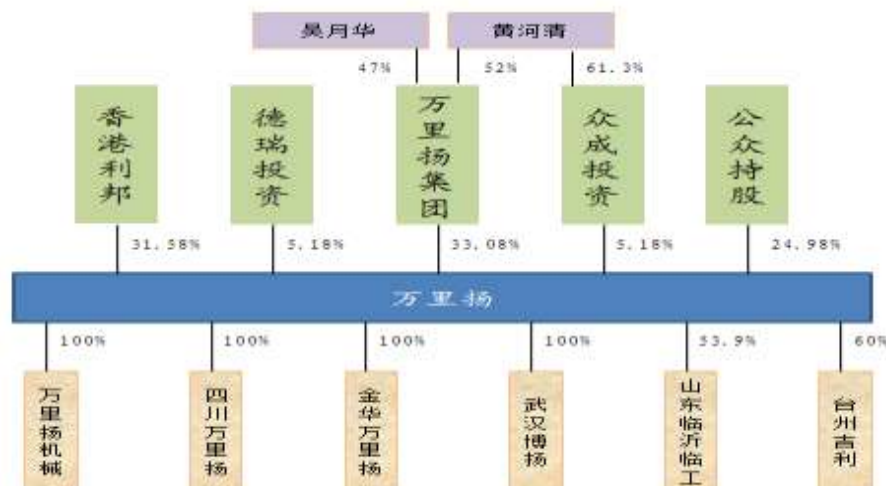 吴月华 黄河清
47% 52% 61.3%
香港利邦 德瑞投资 万里扬集团 众成投资 公众持股
31.58% 5.18% 33.08% 5.18% 24.98%
万里扬
100% 100% 100% 100% 53.9% 60%
万里扬机械 四川万里扬 金华万里扬 武汉博扬 山东临沂临工 台州吉利